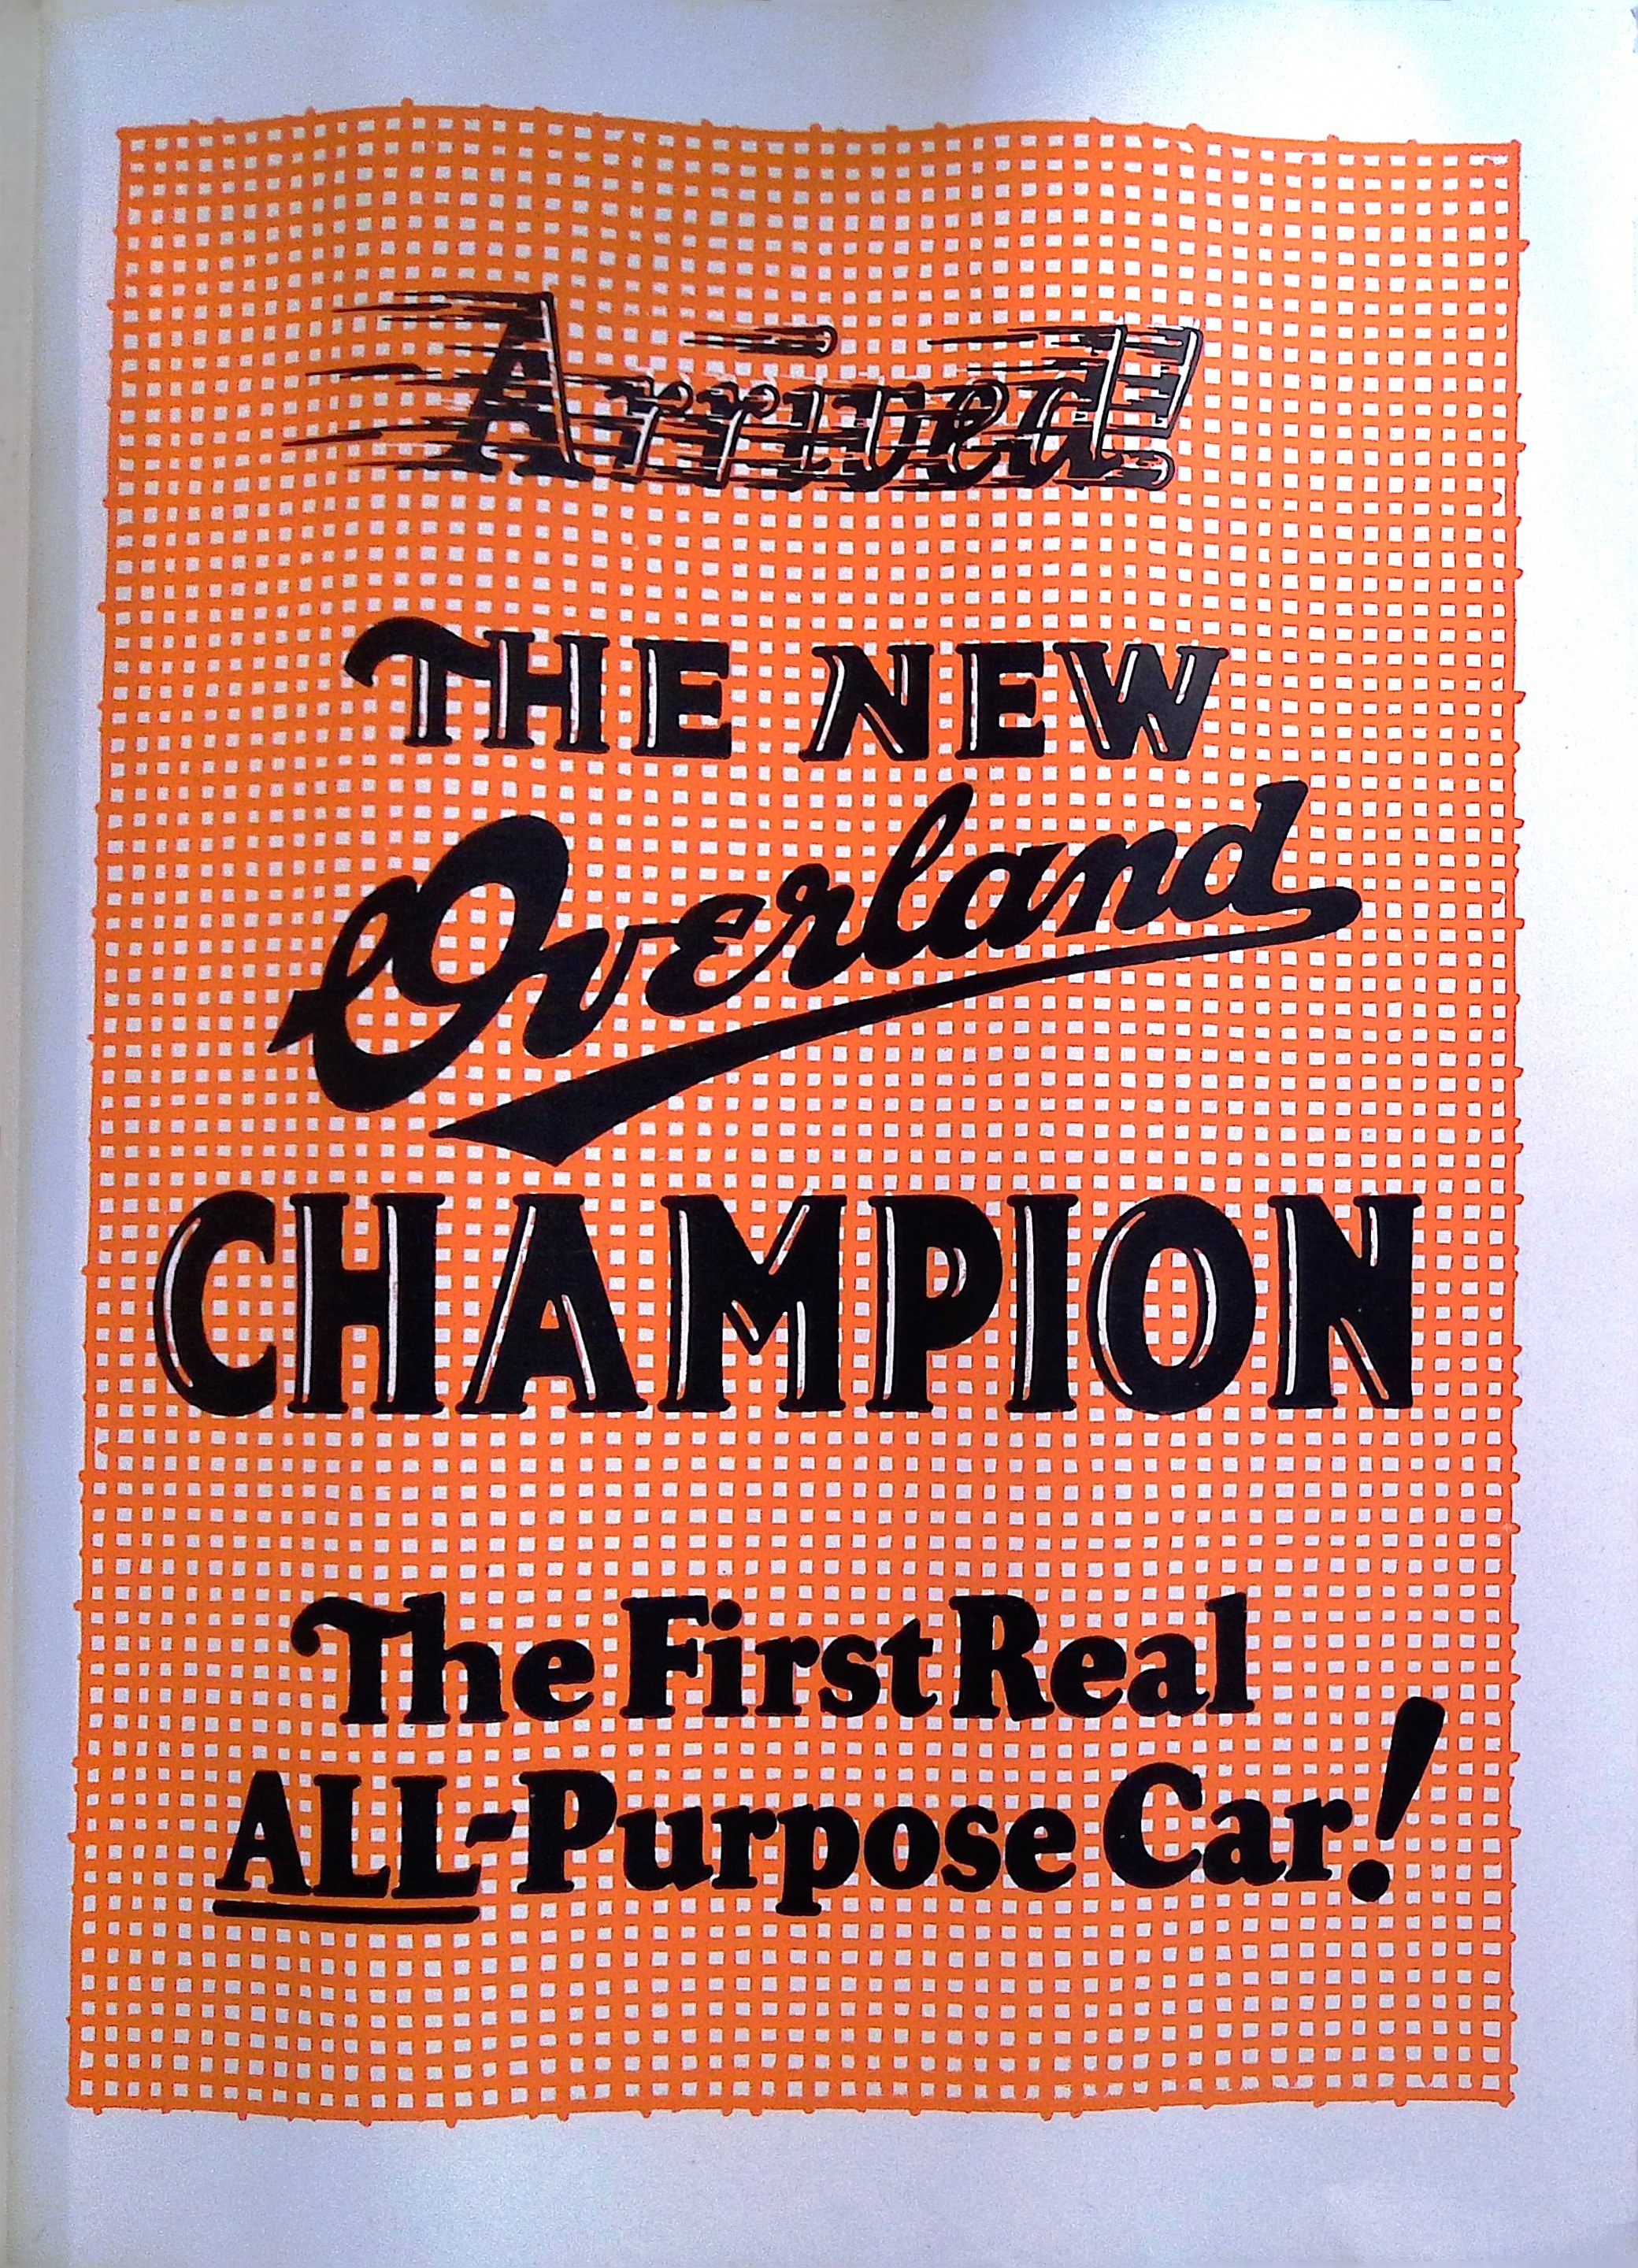 Arrived!
THE NEW
Overland
CHAMPION
The First Real
ALL-Purpose Car!